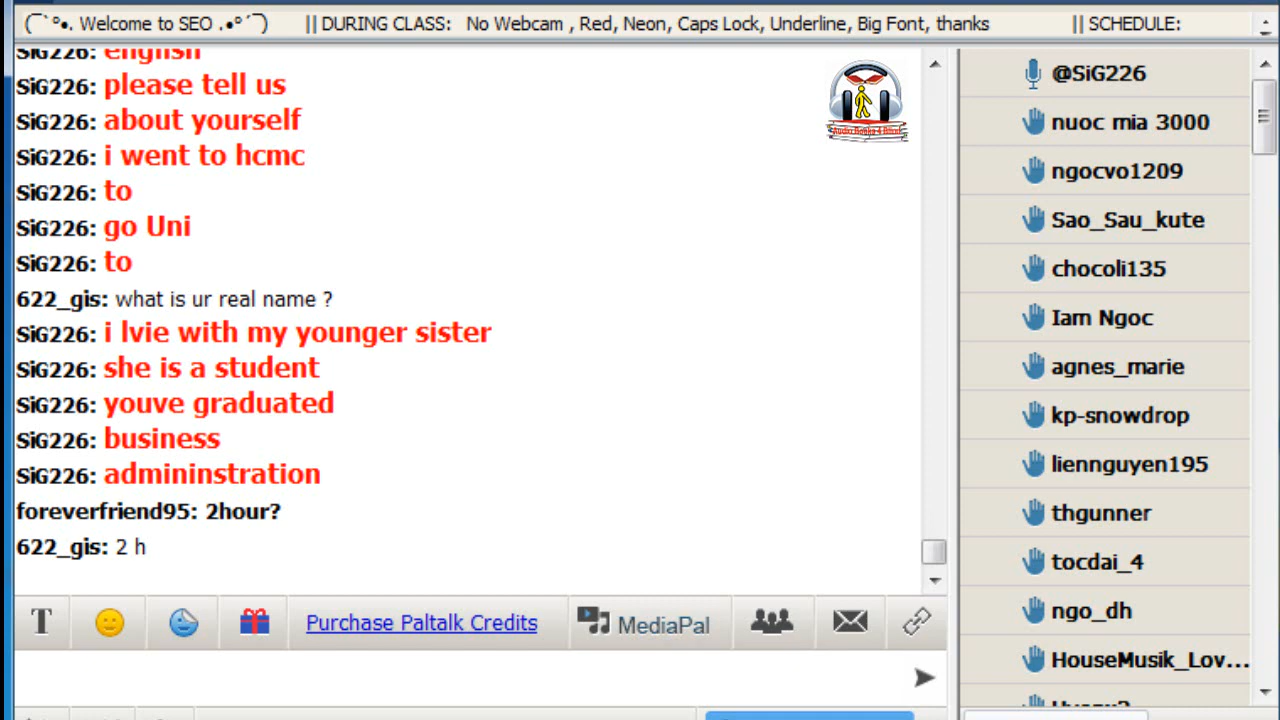 (¯`°•. Welcome to SEO .•°´¯) || DURING CLASS: No Webcam , Red, Neon, Caps Lock, Underline, Big Font, thanks || SCHEDULE:
SiG226: english
SiG226: please tell us
SiG226: about yourself
SiG226: i went to hcmc
SiG226: to
SiG226: go Uni
SiG226: to
622_gis: what is ur real name ?
SiG226: i lvie with my younger sister
SiG226: she is a student
SiG226: youve graduated
SiG226: business
SiG226: admininstration
foreverfriend95: 2hour?
622_gis: 2 h
T
Purchase Paltalk Credits
MediaPal
@SiG226
nuoc mia 3000
ngocvo1209
Sao_Sau_kute
chocoli135
Iam Ngoc
agnes_marie
kp-snowdrop
liennguyen195
thgunner
tocdai_4
ngo_dh
HouseMusik_Lov...